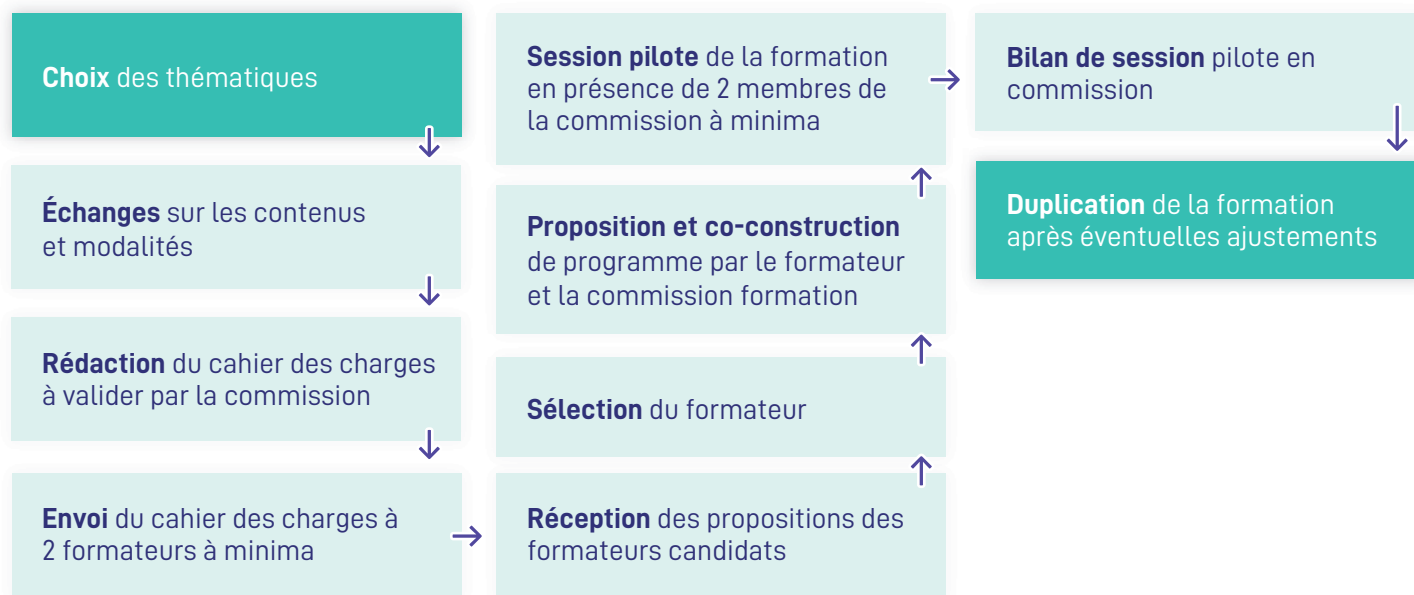 Choix des thématiques
Échanges sur les contenus
et modalités
Rédaction du cahier des charges
à valider par la commission
Envoi du cahier des charges à
2 formateurs à minima
Réception des propositions des
formateurs candidats
Sélection du formateur
Proposition et co-construction
de programme par le formateur
et la commission formation
Session pilote de la formation
en présence de 2 membres de
la commission à minima
Bilan de session pilote en
commission
Duplication de la formation
après éventuelles ajustements